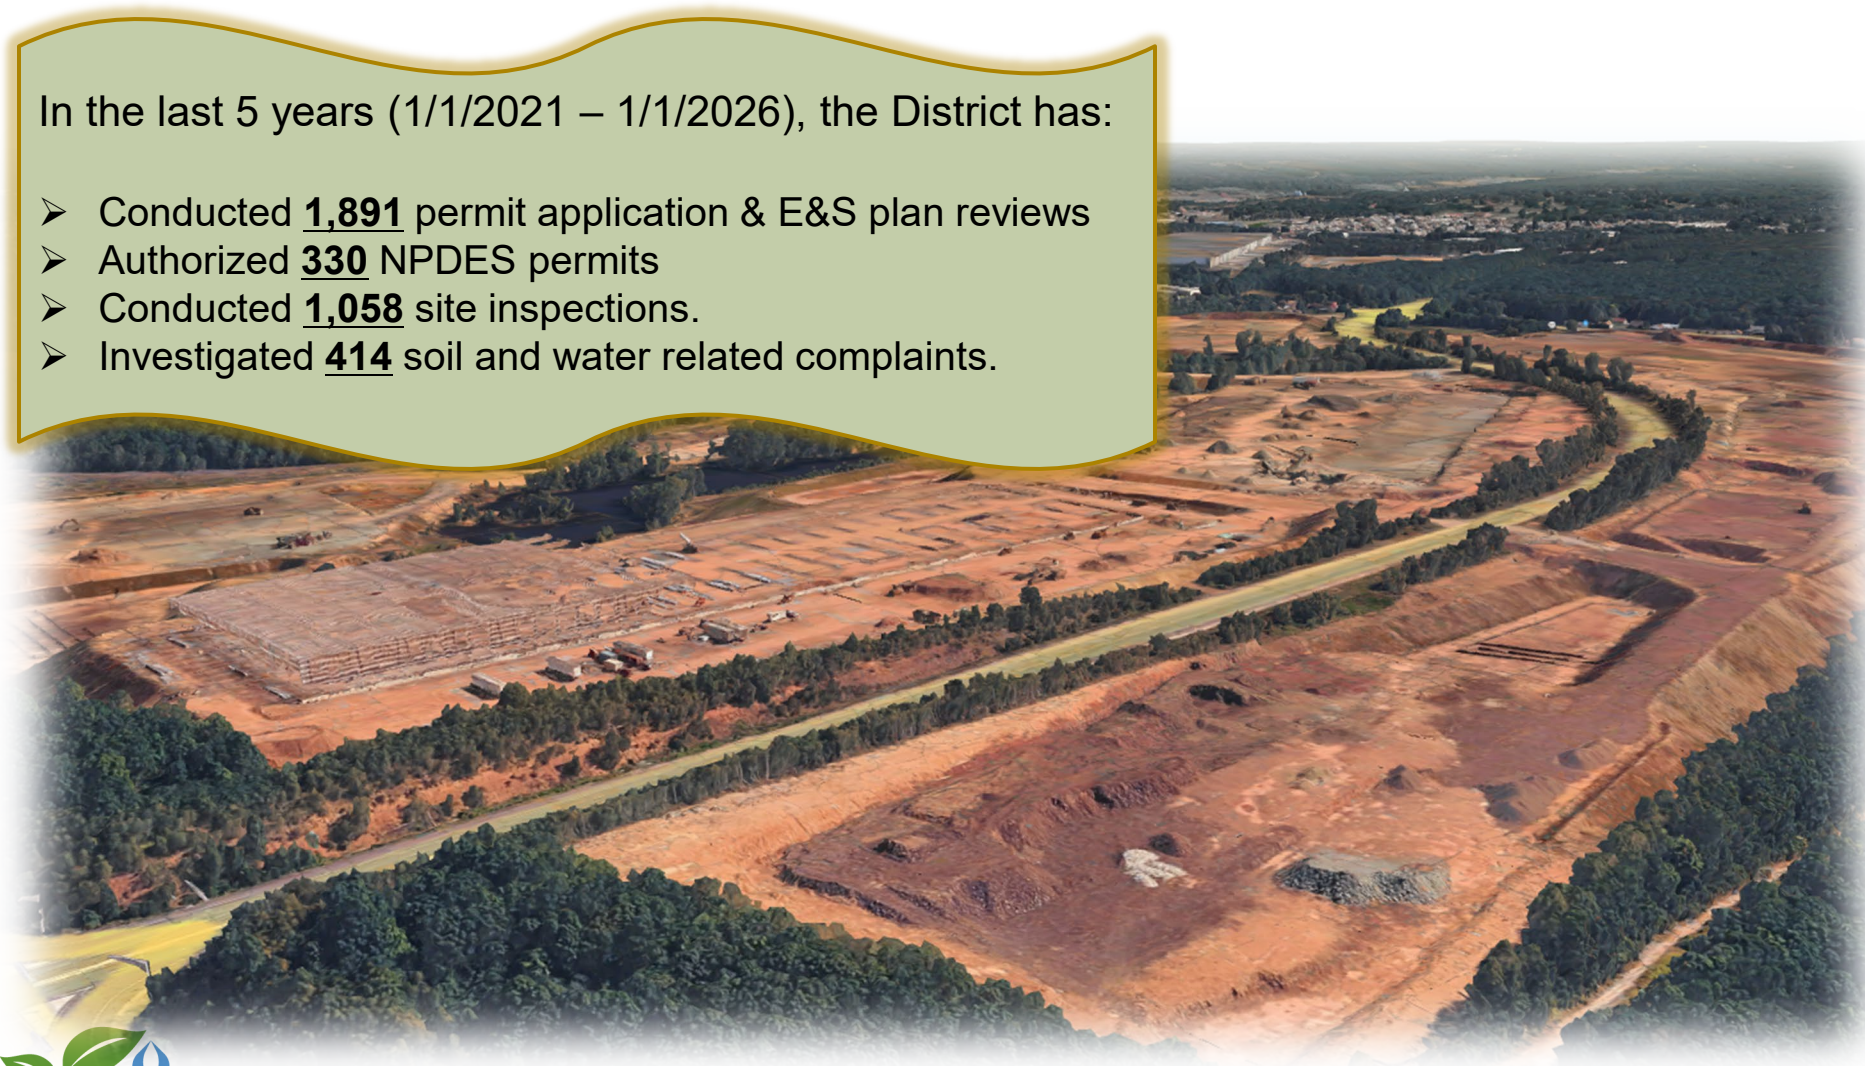 In the last 5 years (1/1/2021 – 1/1/2026), the District has:
➢ Conducted 1,891 permit application & E&S plan reviews
➢ Authorized 330 NPDES permits
➢ Conducted 1,058 site inspections.
➢ Investigated 414 soil and water related complaints.